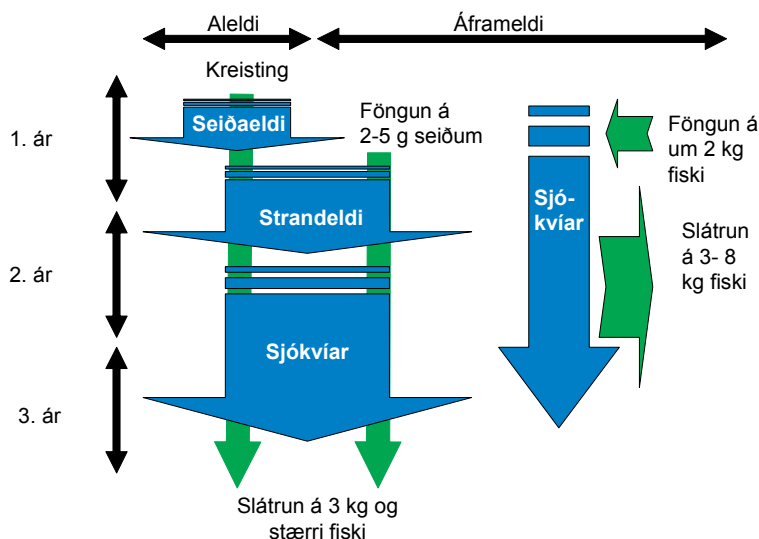 Aleldi
Áframeldi
Kreisting
1. ár
Seiðaeldi
Föngun á
2-5 g seiðum
Föngun á
um 2 kg
fiski
Strandeldi
Sjó-
kvíar
2. ár
Slátrun
á 3- 8
kg fiski
Sjókvíar
3. ár
Slátrun á 3 kg og
stærri fiski